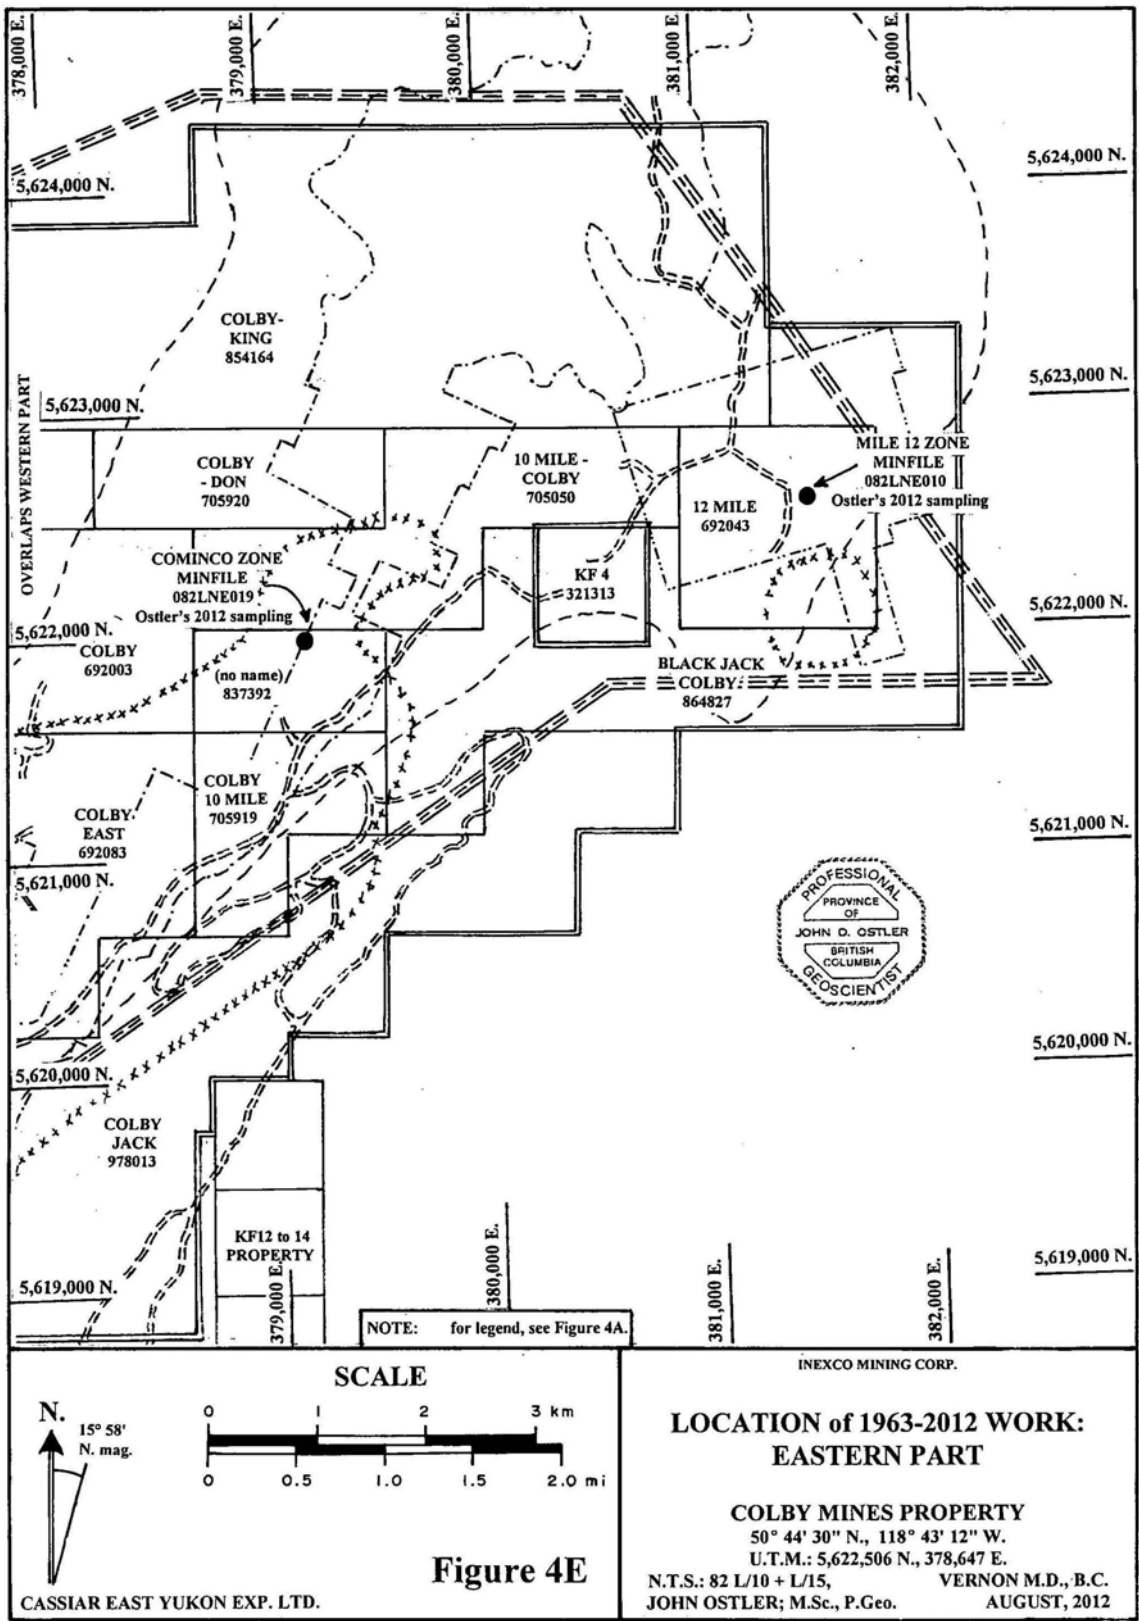 378,000 E.
379,000 E.
380,000 E.
381,000 E.
382,000 E.
5,624,000 N.
5,624,000 N.
COLBY-
KING
854164
OVERLAPS WESTERN PART
5,623,000 N.
5,623,000 N.
COLBY
- DON
705920
10 MILE -
COLBY
705050
12 MILE
692043
MILE 12 ZONE
MINFILE
082LNE010
Ostler's 2012 sampling
COMINCO ZONE
MINFILE
082LNE019
Ostler's 2012 sampling
KF 4
321313
5,622,000 N.
5,622,000 N.
COLBY
692003
(no name)
837392
BLACK JACK
COLBY
864827
COLBY
10 MILE
705919
COLBY
EAST
692083
5,621,000 N.
5,621,000 N.
PROFESSIONAL
PROVINCE
OF
JOHN D. OSTLER
BRITISH
COLUMBIA
GEOSCIENTIST
5,620,000 N.
5,620,000 N.
COLBY
JACK
978013
KF12 to 14
PROPERTY
5,619,000 N.
5,619,000 N.
379,000 E.
380,000 E.
381,000 E.
382,000 E.
NOTE: for legend, see Figure 4A.
SCALE
N.
15° 58'
N. mag.
0 1 2 3 km
0 0.5 1.0 1.5 2.0 mi
Figure 4E
CASSIAR EAST YUKON EXP. LTD.
INEXCO MINING CORP.
LOCATION of 1963-2012 WORK:
EASTERN PART
COLBY MINES PROPERTY
50° 44' 30" N., 118° 43' 12" W.
U.T.M.: 5,622,506 N., 378,647 E.
N.T.S.: 82 L/10 + L/15, VERNON M.D., B.C.
JOHN OSTLER; M.Sc., P.Geo. AUGUST, 2012